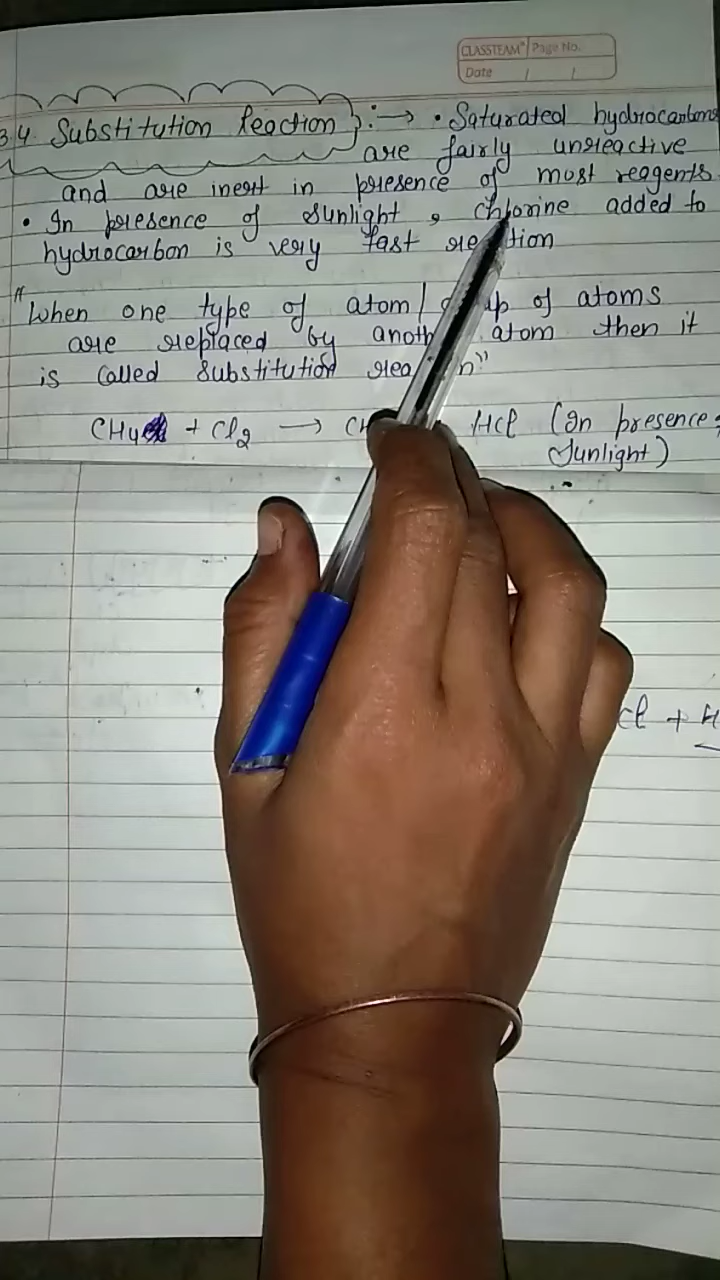 CLASSTEAM Page No.
Date / /
3.4 Substitution Reaction :→ • Saturated hydrocarbons
are fairly unreactive
and are inert in presence of most reagents.
• In presence of sunlight, chlorine added to
hydrocarbon is very fast
"When one type of atom/ of atoms
are replaced by atom then it
is called substitution
CH4 + Cl2 → HCl (In presence
Sunlight)
Cl + H